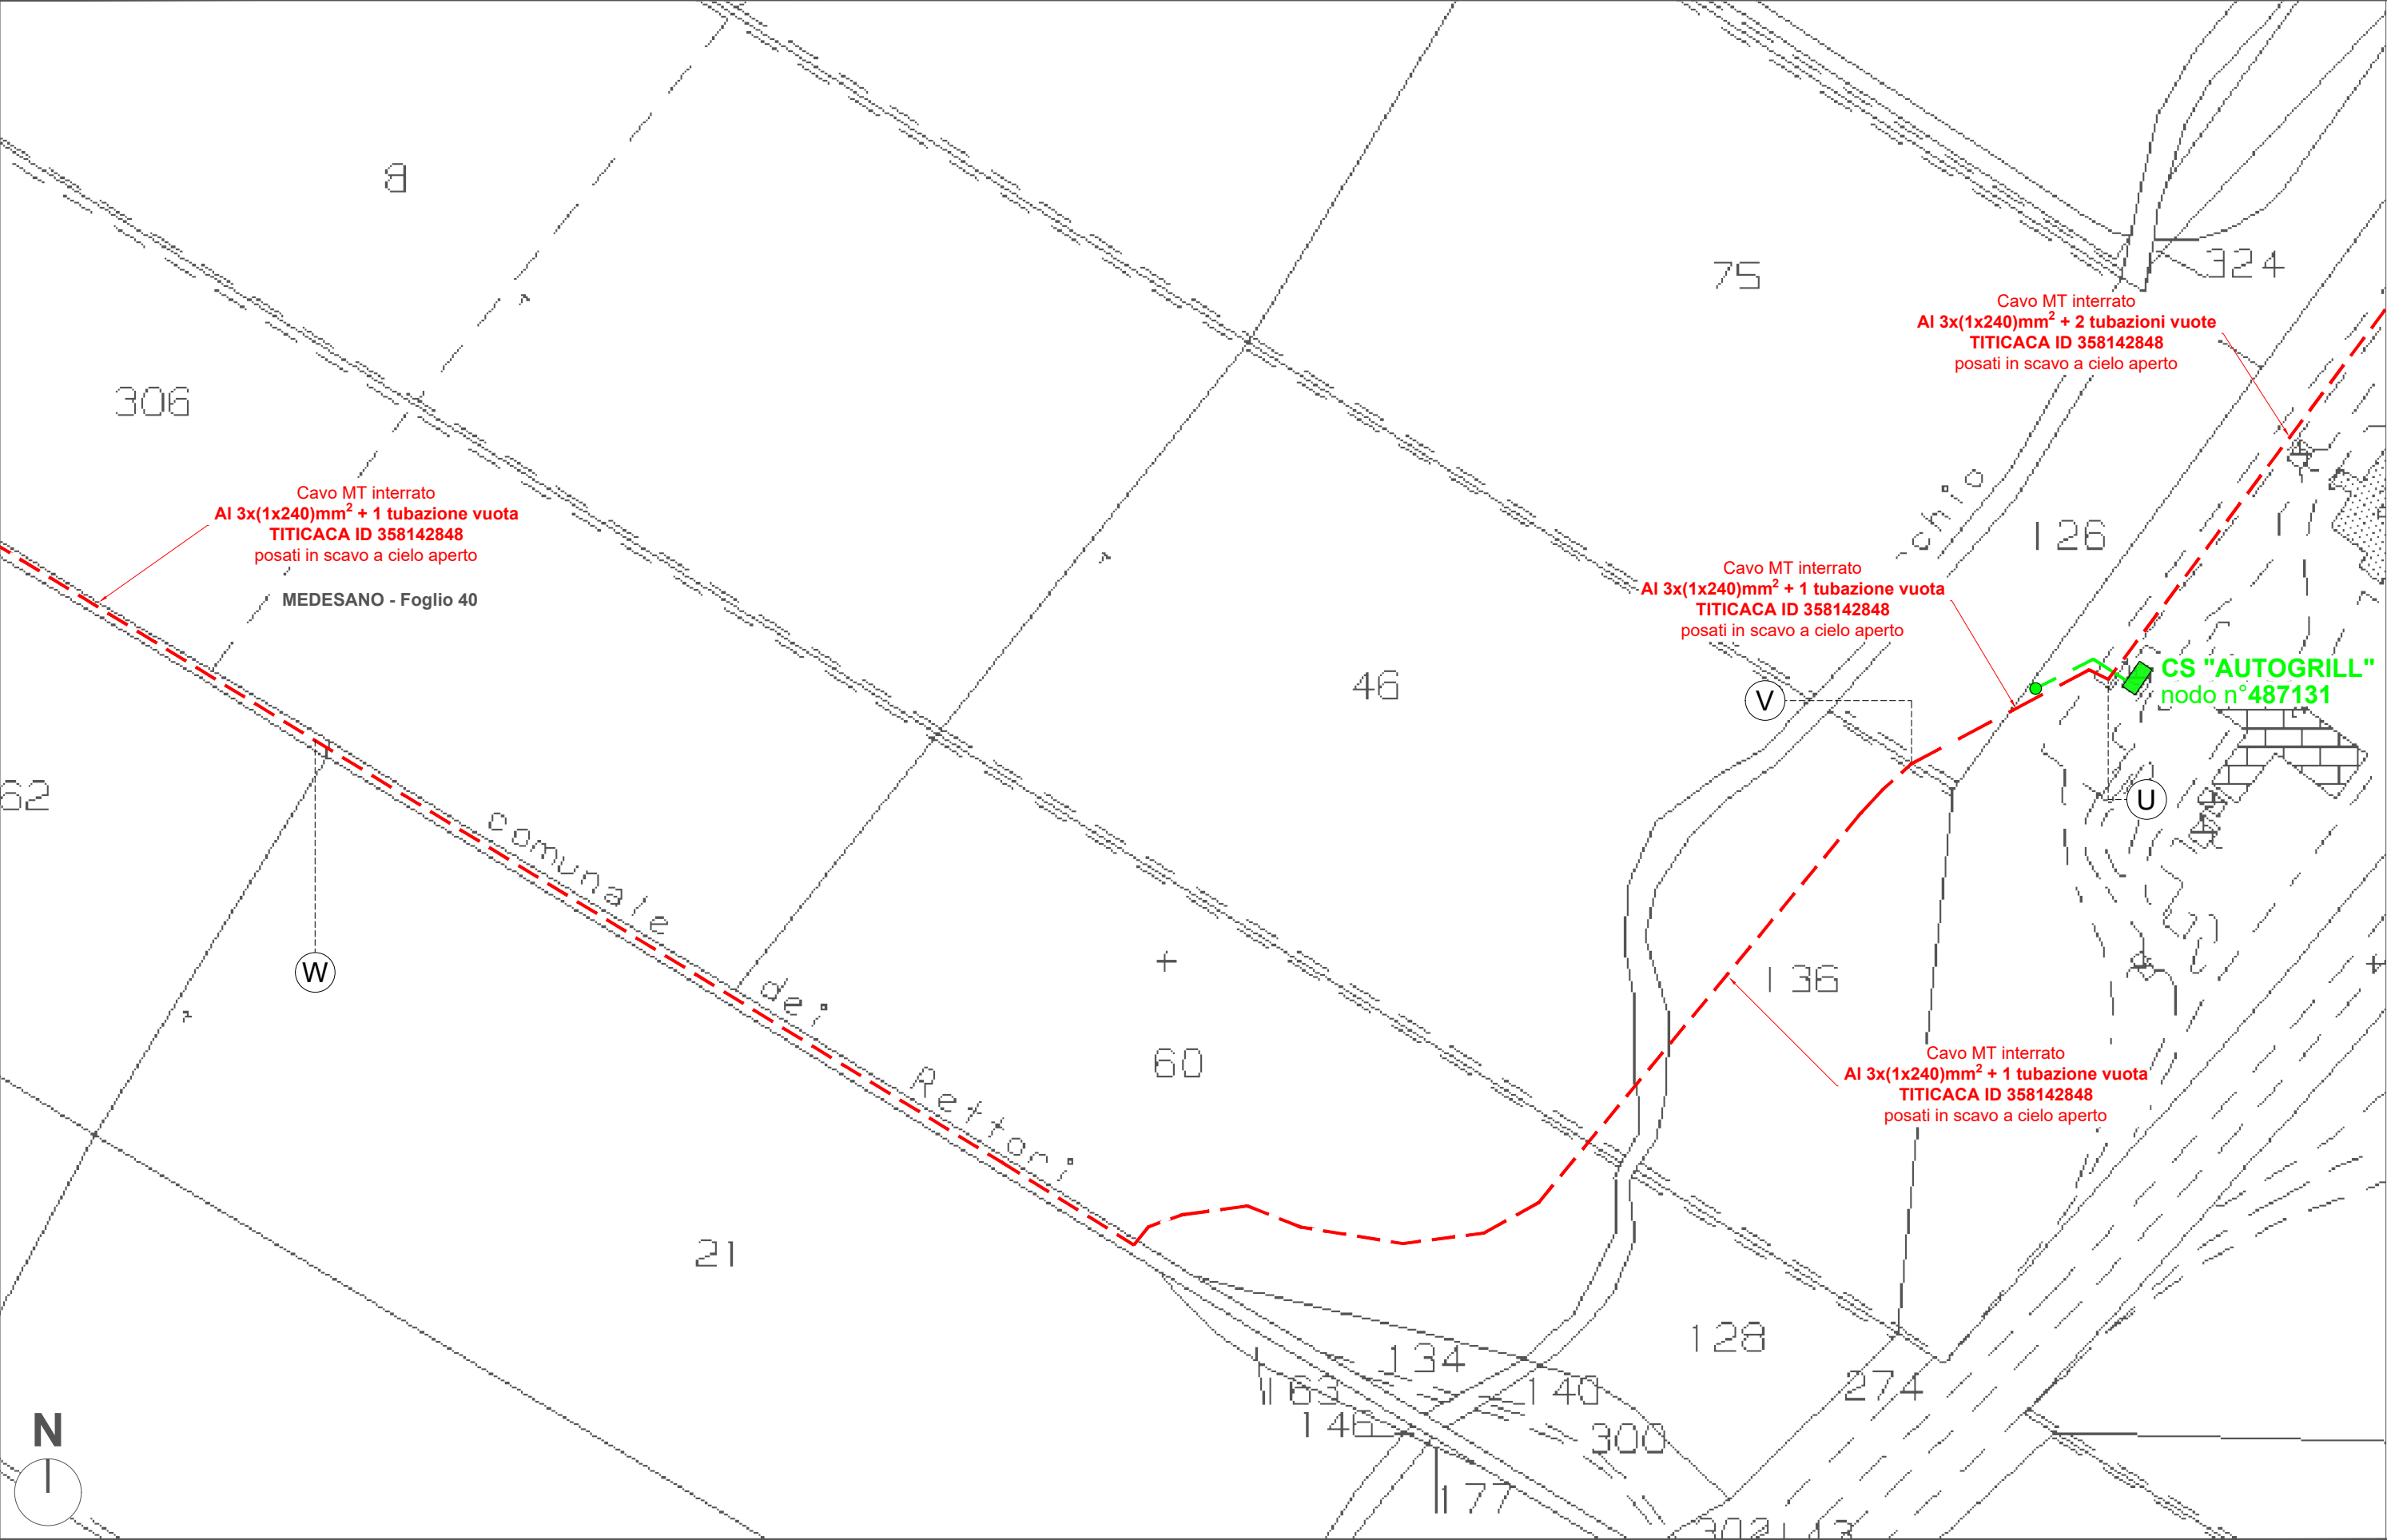 B
75
324
Cavo MT interrato
Al 3x(1x240)mm² + 2 tubazioni vuote
TITICACA ID 358142848
posati in scavo a cielo aperto
306
Cavo MT interrato
Al 3x(1x240)mm² + 1 tubazione vuota
TITICACA ID 358142848
posati in scavo a cielo aperto
MEDESANO - Foglio 40
chio
126
Cavo MT interrato
Al 3x(1x240)mm² + 1 tubazione vuota
TITICACA ID 358142848
posati in scavo a cielo aperto
46
V
CS "AUTOGRILL"
nodo n°487131
U
62
comunale dei Rettori
W
136
60
Cavo MT interrato
Al 3x(1x240)mm² + 1 tubazione vuota
TITICACA ID 358142848
posati in scavo a cielo aperto
21
128
134
163
140
274
146
300
N
177
302